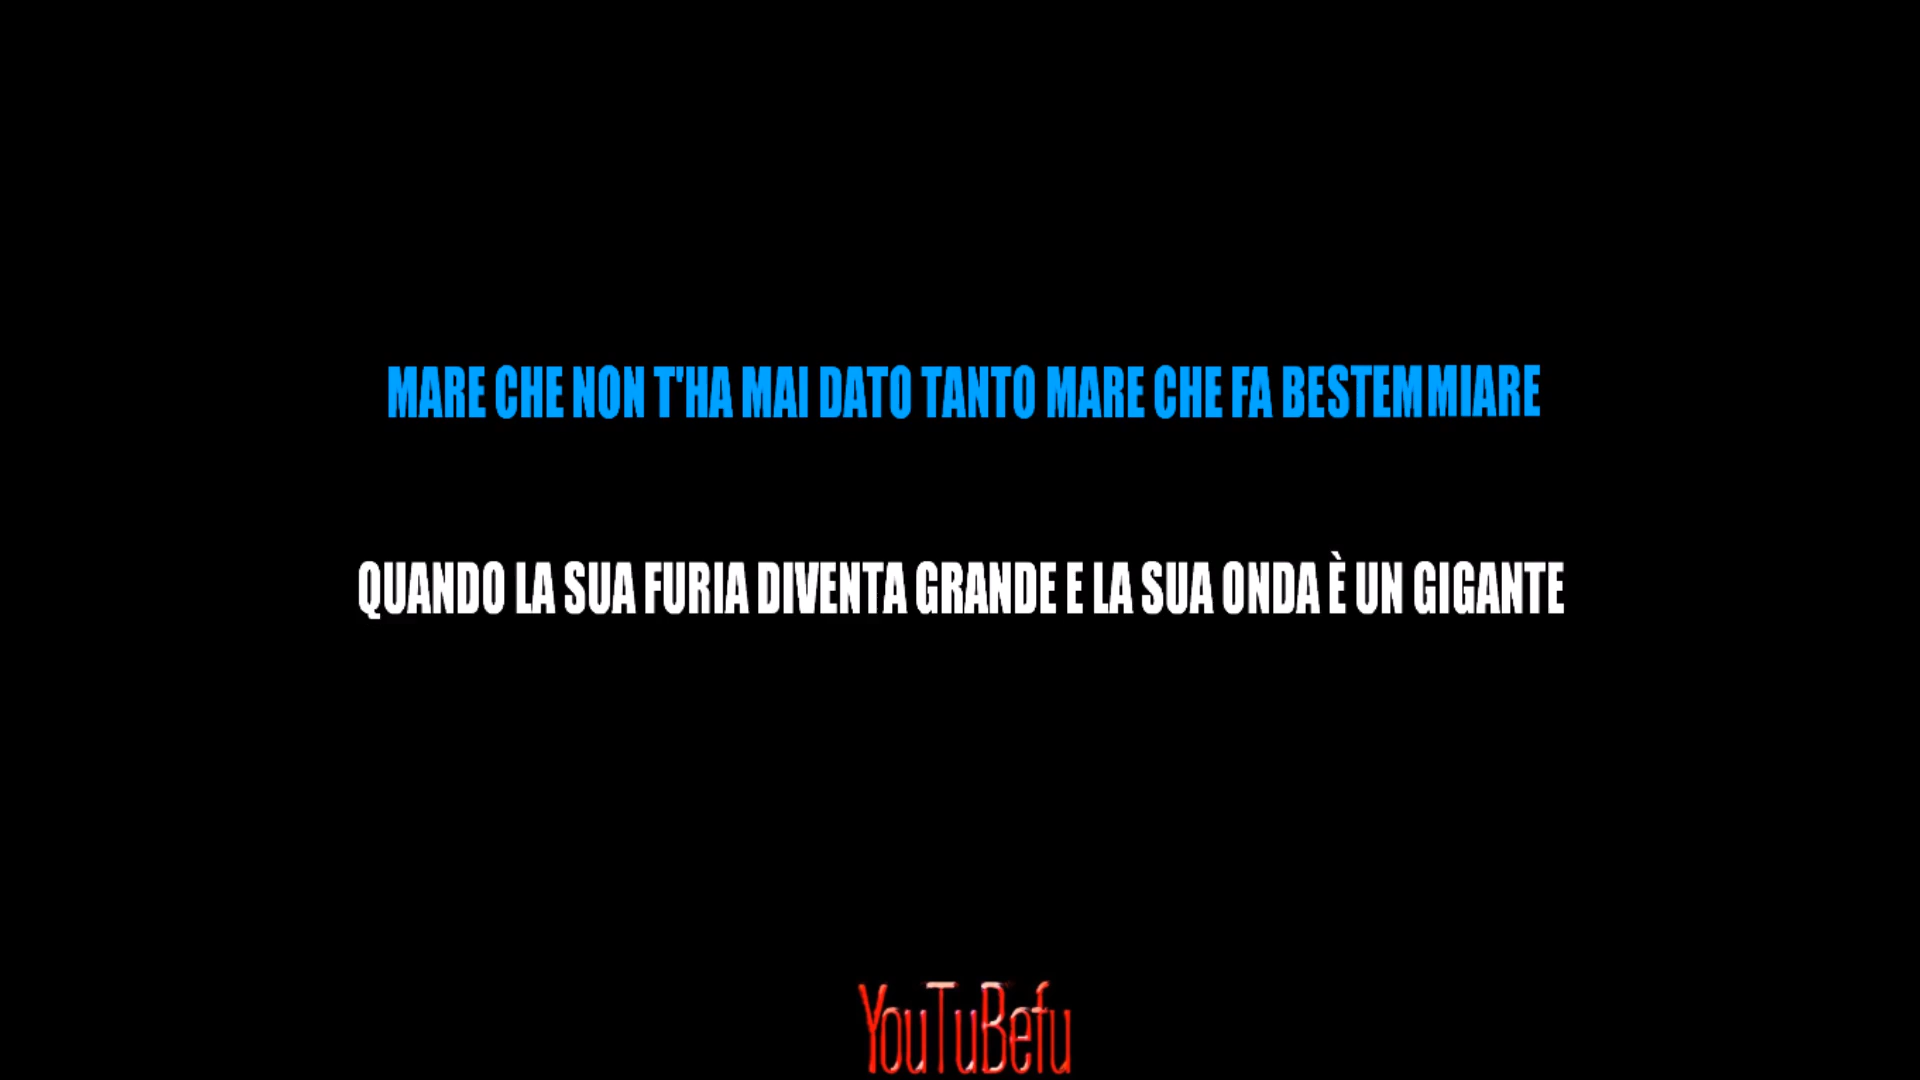 MARE CHE NON T'HA MAI DATO TANTO MARE CHE FA BESTEMMIARE
QUANDO LA SUA FURIA DIVENTA GRANDE E LA SUA ONDA È UN GIGANTE
YouTuBefu